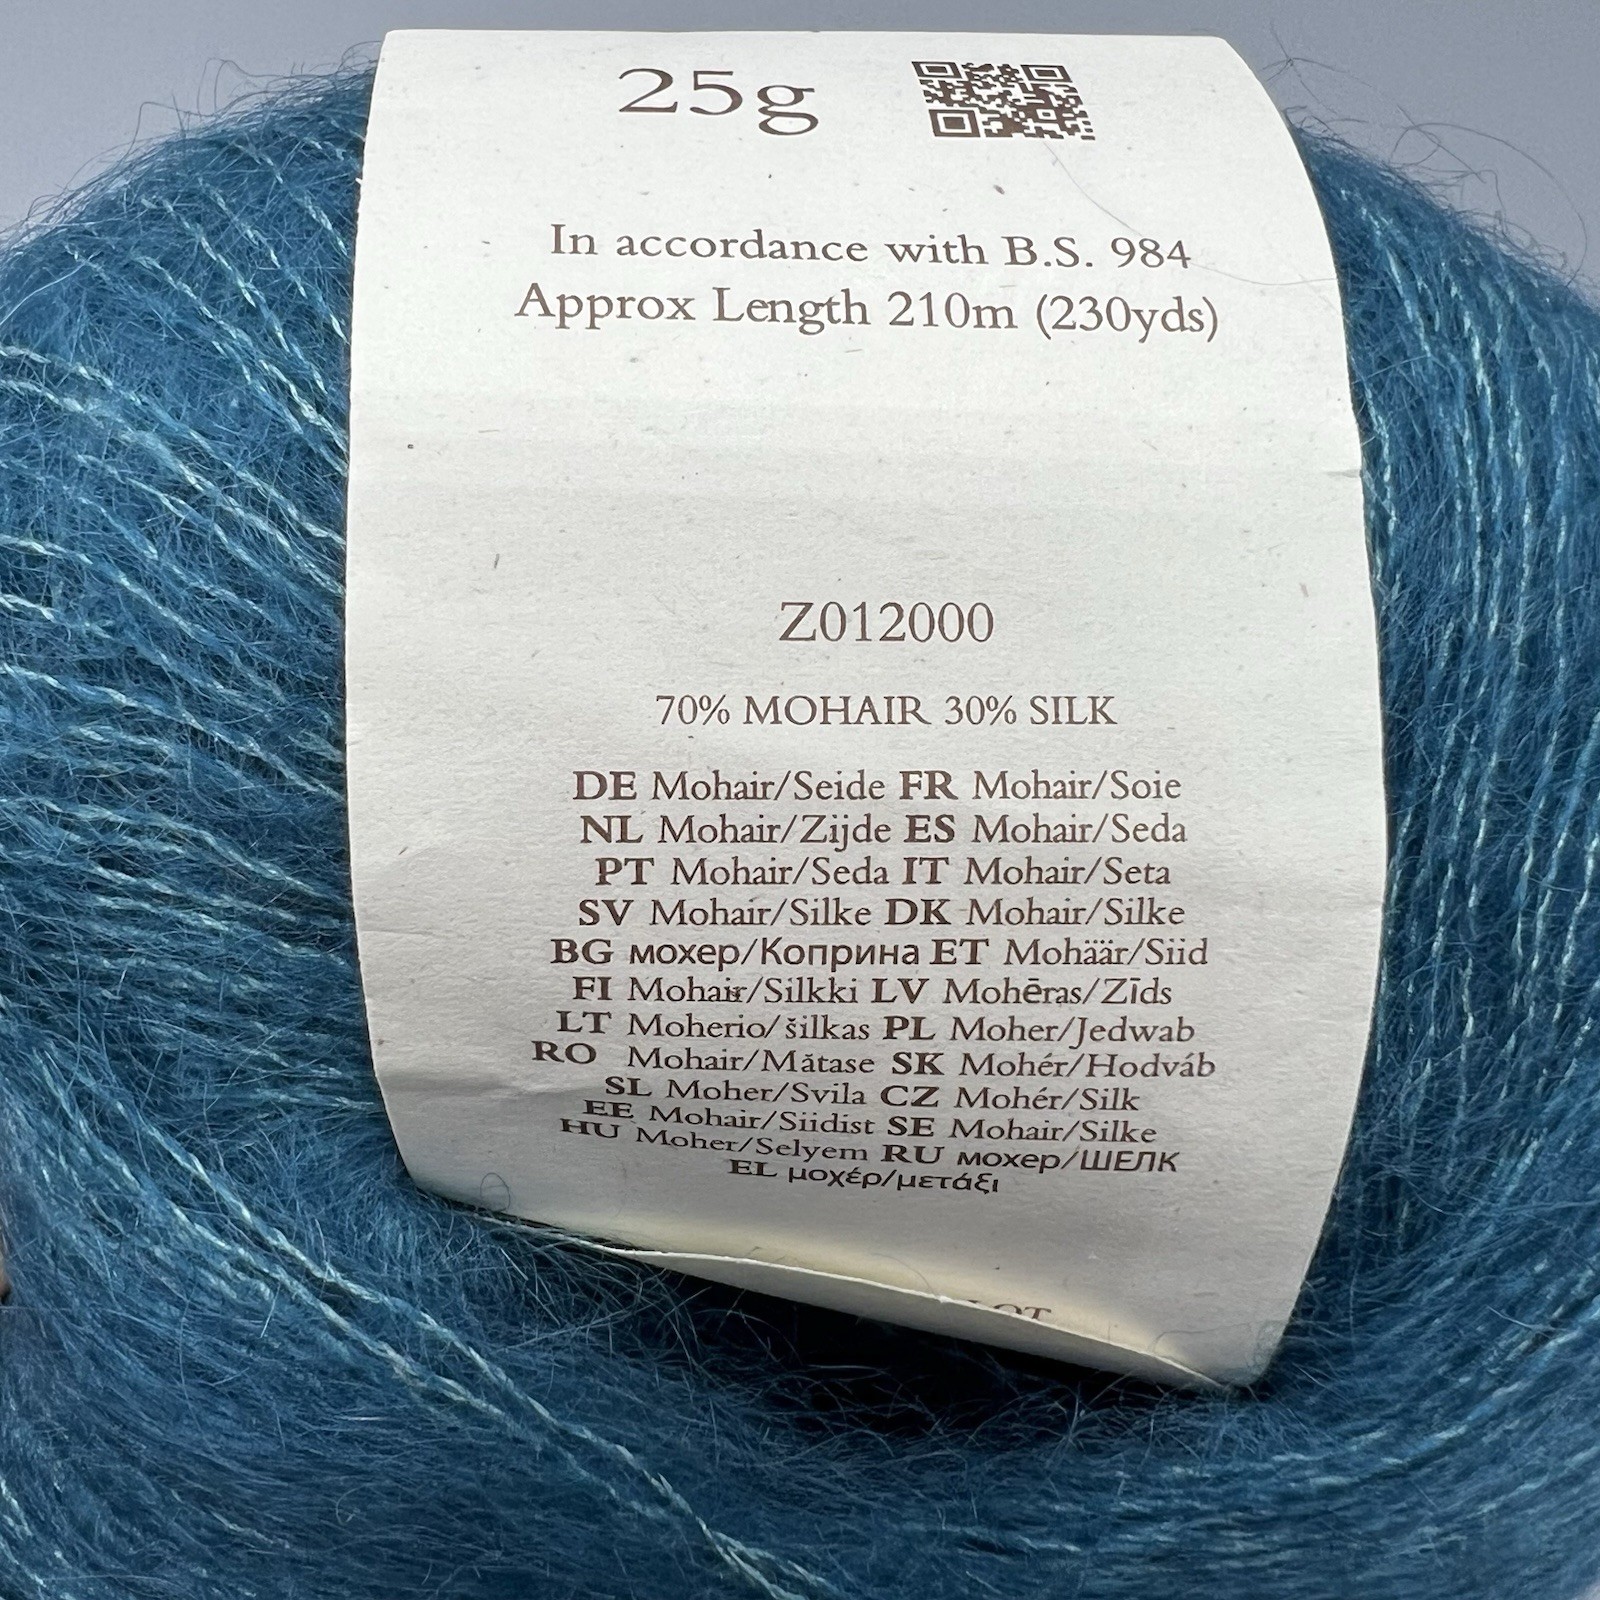 25g
In accordance with B.S. 984
Approx Length 210m (230yds)
Z012000
70% MOHAIR 30% SILK
DE Mohair/Seide FR Mohair/Soie
NL Mohair/Zijde ES Mohair/Seda
PT Mohair/Seda IT Mohair/Seta
SV Mohair/Silke DK Mohair/Silke
BG мохер/Коприна ET Mohäär/Siid
FI Mohair/Silkki LV Mohēras/Zīds
LT Moherio/šilkas PL Moher/Jedwab
RO Mohair/Mătase SK Mohér/Hodváb
SL Moher/Svila CZ Mohér/Silk
EE Mohair/Siidist SE Mohair/Silke
HU Moher/Selyem RU мохер/ШЕЛК
EL μοχέρ/μετάξι
LOT